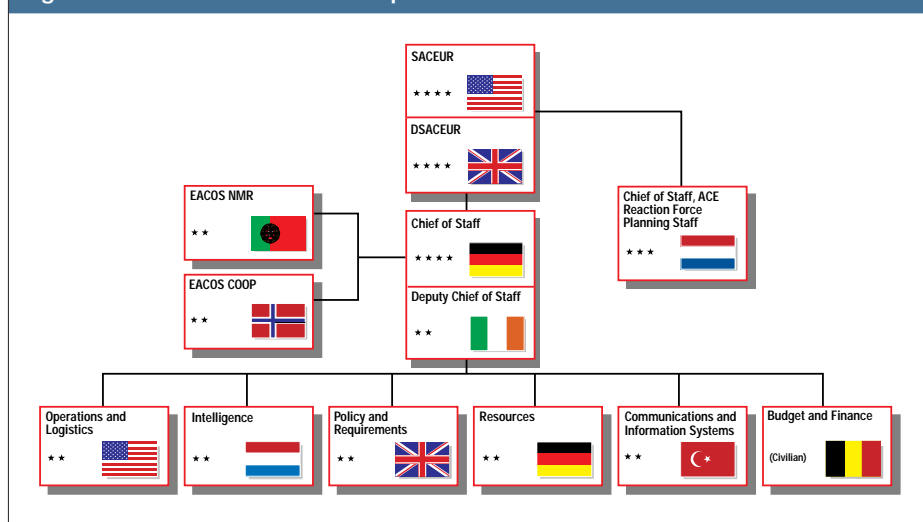 SACEUR
★ ★ ★ ★
DSACEUR
★ ★ ★ ★
EACOS NMR
★ ★
EACOS COOP
★ ★
Chief of Staff
★ ★ ★ ★
Deputy Chief of Staff
★ ★
Chief of Staff, ACE
Reaction Force
Planning Staff
★ ★ ★
Operations and
Logistics
★ ★
Intelligence
★ ★
Policy and
Requirements
★ ★
Resources
★ ★
Communications and
Information Systems
★ ★
Budget and Finance
(Civilian)